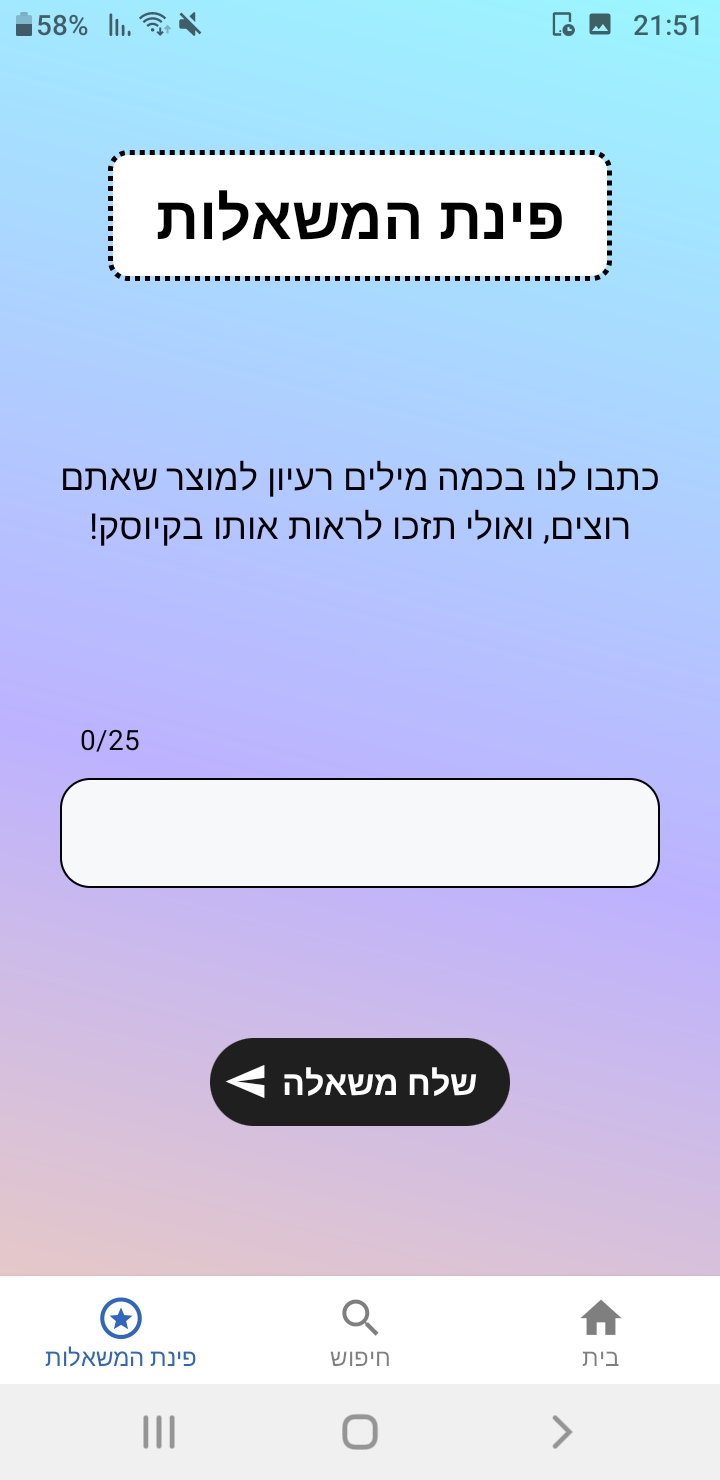 58%
21:51
פינת המשאלות
כתבו לנו בכמה מילים רעיון למוצר שאתם
רוצים, ואולי תזכו לראות אותו בקיוסק!
0/25
שלח משאלה
בית
חיפוש
פינת המשאלות